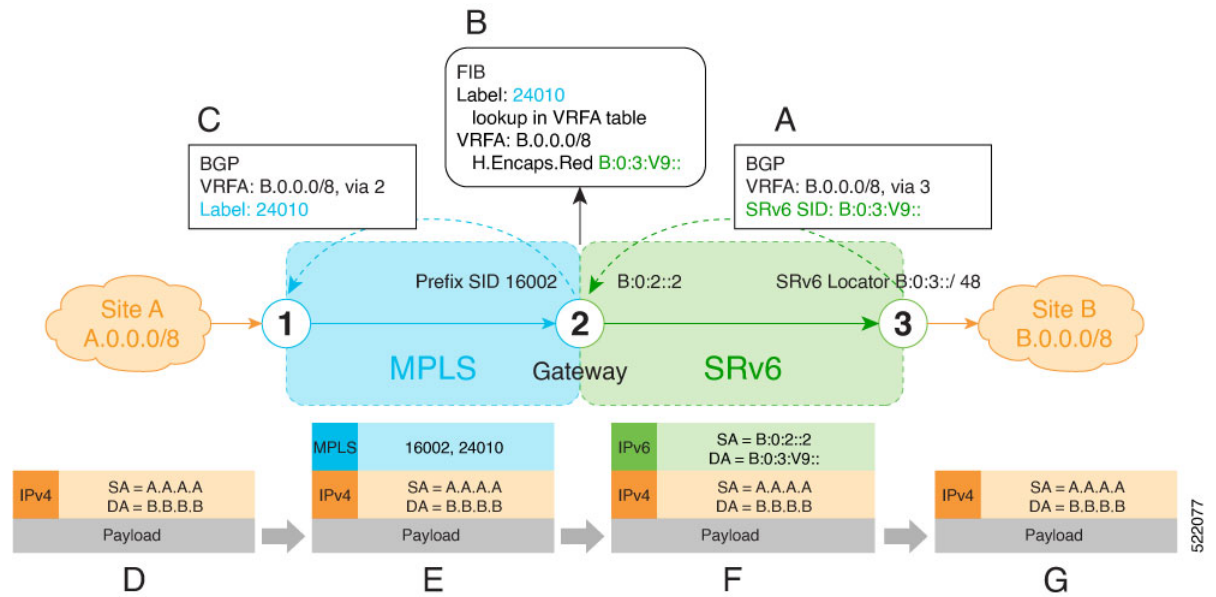 B
FIB
Label: 24010
lookup in VRFA table
VRFA: B.0.0.0/8
H.Encaps.Red B:0:3:V9::
C
BGP
VRFA: B.0.0.0/8, via 2
Label: 24010
A
BGP
VRFA: B.0.0.0/8, via 3
SRv6 SID: B:0:3:V9::
Prefix SID 16002
B:0:2::2
SRv6 Locator B:0:3::/ 48
Site A
A.0.0.0/8
1
2
3
Site B
B.0.0.0/8
MPLS
Gateway
SRv6
IPv4
SA = A.A.A.A
DA = B.B.B.B
Payload
D
MPLS
16002, 24010
IPv4
SA = A.A.A.A
DA = B.B.B.B
Payload
E
IPv6
SA = B:0:2::2
DA = B:0:3:V9::
IPv4
SA = A.A.A.A
DA = B.B.B.B
Payload
F
IPv4
SA = A.A.A.A
DA = B.B.B.B
Payload
G
522077